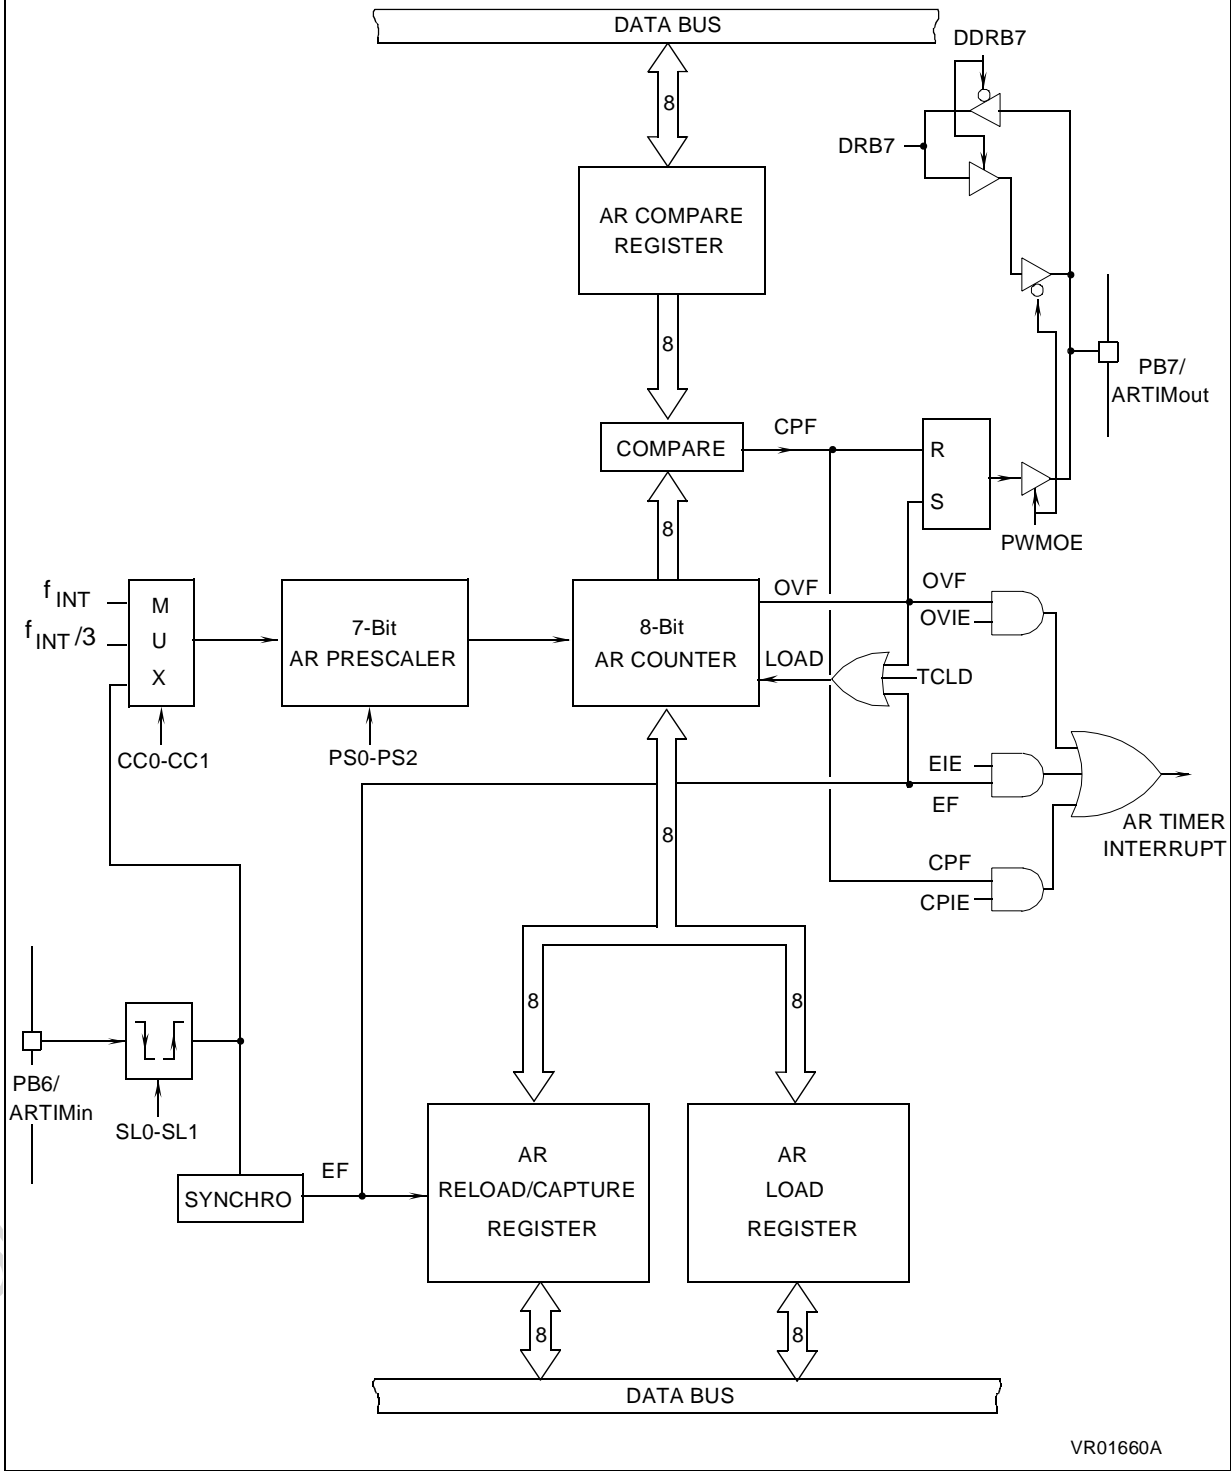 DATA BUS
DDRB7
8
DRB7
AR COMPARE
REGISTER
8
PB7/
ARTIMout
CPF
COMPARE
R
S
8
PWMOE
f INT
f INT /3
M
U
X
7-Bit
AR PRESCALER
8-Bit
AR COUNTER
OVF
OVF
OVIE
LOAD
TCLD
CC0-CC1
PS0-PS2
EIE
EF
AR TIMER
INTERRUPT
8
CPF
CPIE
8
8
PB6/
ARTIMin
SL0-SL1
EF
SYNCHRO
AR
RELOAD/CAPTURE
REGISTER
AR
LOAD
REGISTER
8
8
DATA BUS
VR01660A